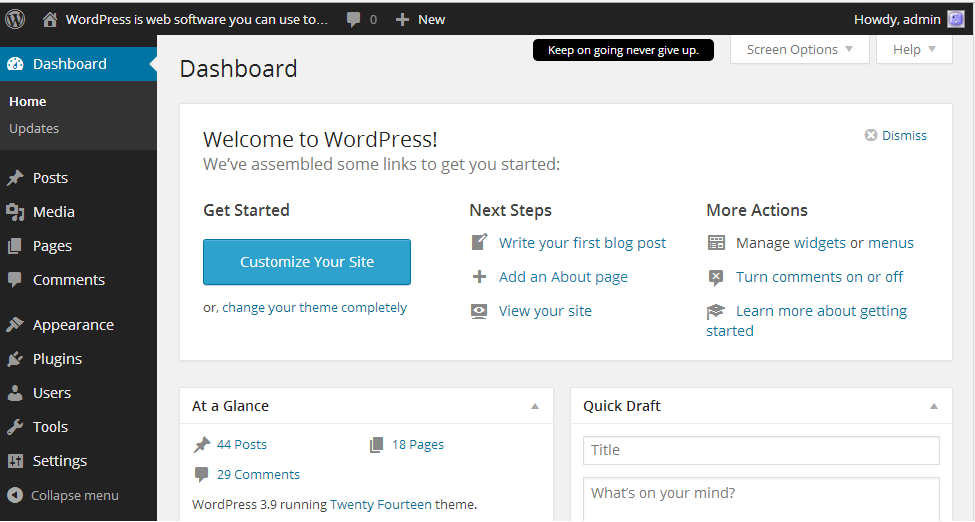 WordPress is web software you can use to… 0 New Howdy, admin
Dashboard
Home
Updates
Posts
Media
Pages
Comments
Appearance
Plugins
Users
Tools
Settings
Collapse menu
Keep on going never give up. Screen Options Help
Dashboard
Welcome to WordPress! Dismiss
We've assembled some links to get you started:
Get Started
Customize Your Site
or, change your theme completely
Next Steps
Write your first blog post
Add an About page
View your site
More Actions
Manage widgets or menus
Turn comments on or off
Learn more about getting
started
At a Glance
44 Posts 18 Pages
29 Comments
WordPress 3.9 running Twenty Fourteen theme.
Quick Draft
Title
What's on your mind?